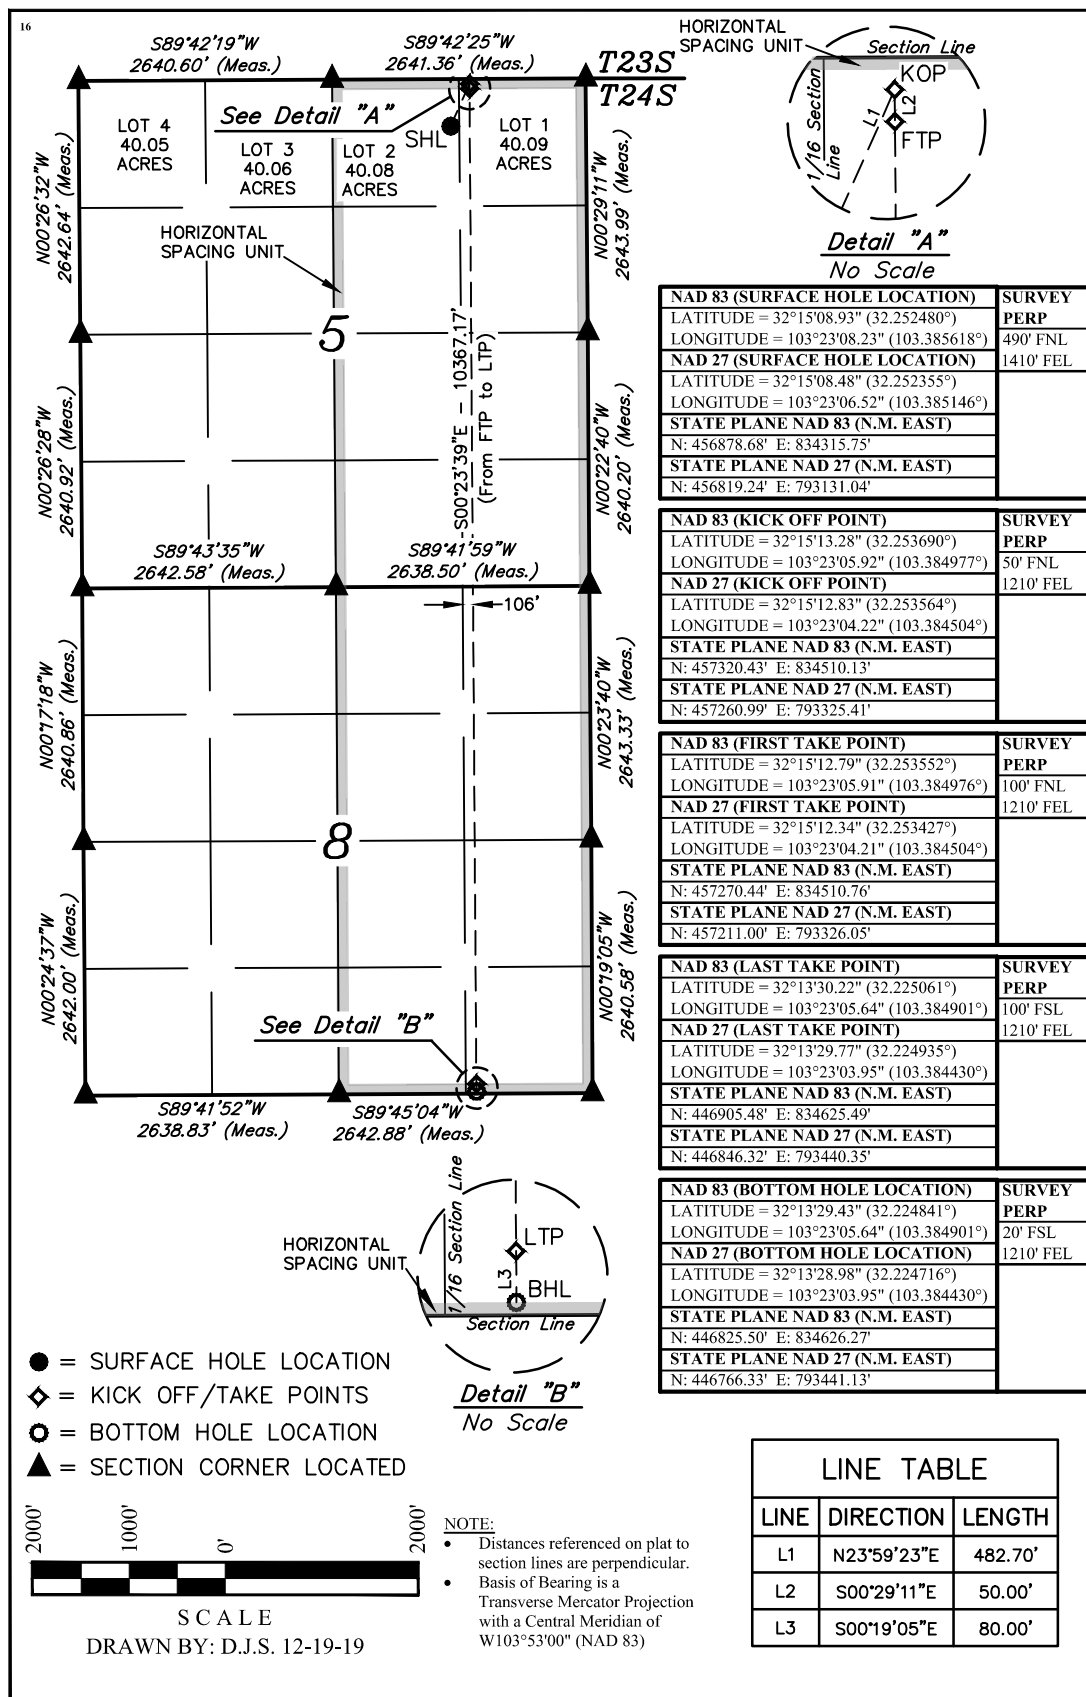 16
S89°42'19"W
2640.60' (Meas.)
S89°42'25"W
2641.36' (Meas.)
T23S
T24S
See Detail "A"
SHL
LOT 4
40.05
ACRES
LOT 3
40.06
ACRES
LOT 2
40.08
ACRES
LOT 1
40.09
ACRES
N00°26'32"W
2642.64' (Meas.)
N00°29'11"W
2643.99' (Meas.)
HORIZONTAL
SPACING UNIT
5
S00°23'39"E - 10367.17'
(From FTP to LTP)
N00°26'28"W
2640.92' (Meas.)
N00°22'40"W
2640.20' (Meas.)
S89°43'35"W
2642.58' (Meas.)
S89°41'59"W
2638.50' (Meas.)
106'
N00°17'18"W
2640.86' (Meas.)
N00°23'40"W
2643.33' (Meas.)
8
N00°24'37"W
2642.00' (Meas.)
N00°19'05"W
2640.58' (Meas.)
See Detail "B"
S89°41'52"W
2638.83' (Meas.)
S89°45'04"W
2642.88' (Meas.)
HORIZONTAL
SPACING UNIT
Section Line
KOP
L1
L2
FTP
1/16 Section
Line
Detail "A"
No Scale
NAD 83 (SURFACE HOLE LOCATION)
LATITUDE = 32°15'08.93" (32.252480°)
LONGITUDE = 103°23'08.23" (103.385618°)
NAD 27 (SURFACE HOLE LOCATION)
LATITUDE = 32°15'08.48" (32.252355°)
LONGITUDE = 103°23'06.52" (103.385146°)
STATE PLANE NAD 83 (N.M. EAST)
N: 456878.68' E: 834315.75'
STATE PLANE NAD 27 (N.M. EAST)
N: 456819.24' E: 793131.04'
SURVEY
PERP
490' FNL
1410' FEL
NAD 83 (KICK OFF POINT)
LATITUDE = 32°15'13.28" (32.253690°)
LONGITUDE = 103°23'05.92" (103.384977°)
NAD 27 (KICK OFF POINT)
LATITUDE = 32°15'12.83" (32.253564°)
LONGITUDE = 103°23'04.22" (103.384504°)
STATE PLANE NAD 83 (N.M. EAST)
N: 457320.43' E: 834510.13'
STATE PLANE NAD 27 (N.M. EAST)
N: 457260.99' E: 793325.41'
SURVEY
PERP
50' FNL
1210' FEL
NAD 83 (FIRST TAKE POINT)
LATITUDE = 32°15'12.79" (32.253552°)
LONGITUDE = 103°23'05.91" (103.384976°)
NAD 27 (FIRST TAKE POINT)
LATITUDE = 32°15'12.34" (32.253427°)
LONGITUDE = 103°23'04.21" (103.384504°)
STATE PLANE NAD 83 (N.M. EAST)
N: 457270.44' E: 834510.76'
STATE PLANE NAD 27 (N.M. EAST)
N: 457211.00' E: 793326.05'
SURVEY
PERP
100' FNL
1210' FEL
NAD 83 (LAST TAKE POINT)
LATITUDE = 32°13'30.22" (32.225061°)
LONGITUDE = 103°23'05.64" (103.384901°)
NAD 27 (LAST TAKE POINT)
LATITUDE = 32°13'29.77" (32.224935°)
LONGITUDE = 103°23'03.95" (103.384430°)
STATE PLANE NAD 83 (N.M. EAST)
N: 446905.48' E: 834625.49'
STATE PLANE NAD 27 (N.M. EAST)
N: 446846.32' E: 793440.35'
SURVEY
PERP
100' FSL
1210' FEL
NAD 83 (BOTTOM HOLE LOCATION)
LATITUDE = 32°13'29.43" (32.224841°)
LONGITUDE = 103°23'05.64" (103.384901°)
NAD 27 (BOTTOM HOLE LOCATION)
LATITUDE = 32°13'28.98" (32.224716°)
LONGITUDE = 103°23'03.95" (103.384430°)
STATE PLANE NAD 83 (N.M. EAST)
N: 446825.50' E: 834626.27'
STATE PLANE NAD 27 (N.M. EAST)
N: 446766.33' E: 793441.13'
SURVEY
PERP
20' FSL
1210' FEL
1/16 Section Line
HORIZONTAL
SPACING UNIT
LTP
L3
BHL
Section Line
Detail "B"
No Scale
= SURFACE HOLE LOCATION
= KICK OFF/TAKE POINTS
= BOTTOM HOLE LOCATION
= SECTION CORNER LOCATED
2000' 1000' 0' 2000'
SCALE
DRAWN BY: D.J.S. 12-19-19
NOTE:
• Distances referenced on plat to
section lines are perpendicular.
• Basis of Bearing is a
Transverse Mercator Projection
with a Central Meridian of
W103°53'00" (NAD 83)
LINE TABLE
LINE DIRECTION LENGTH
L1 N23°59'23"E 482.70'
L2 S00°29'11"E 50.00'
L3 S00°19'05"E 80.00'